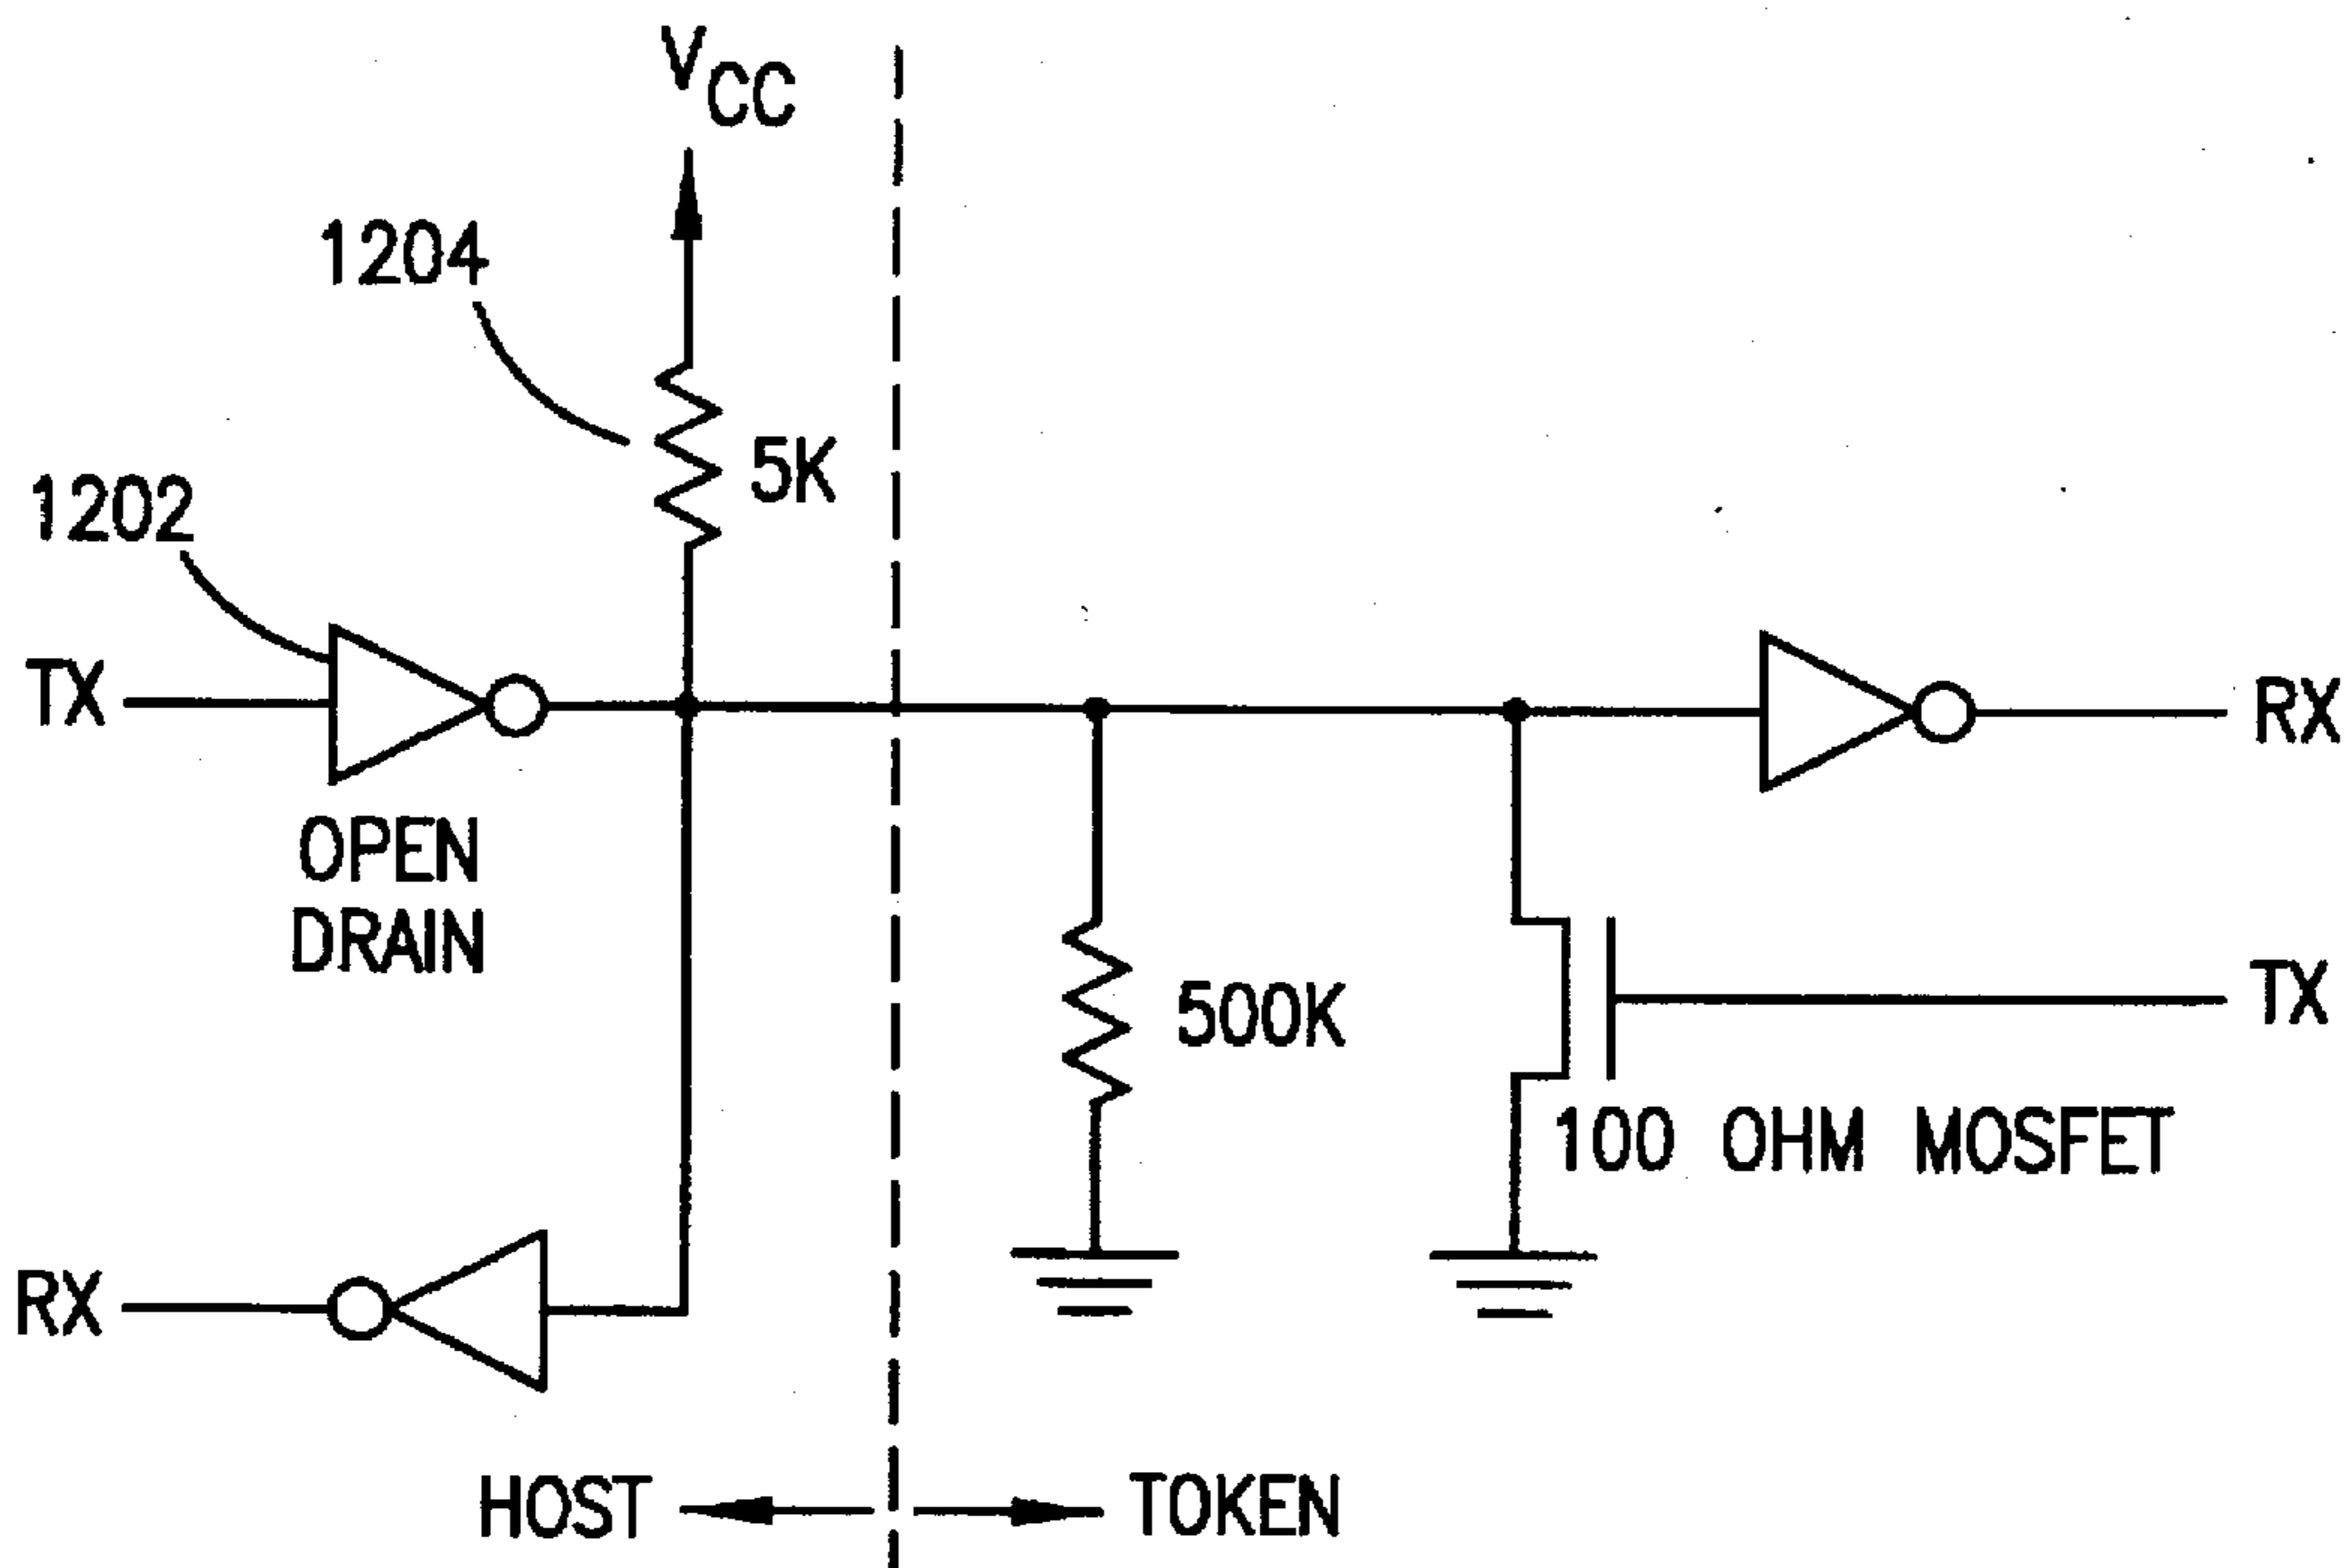 VCC
1204
5K
1202
TX
OPEN
DRAIN
RX
500K
TX
100 OHM MOSFET
RX
HOST
TOKEN